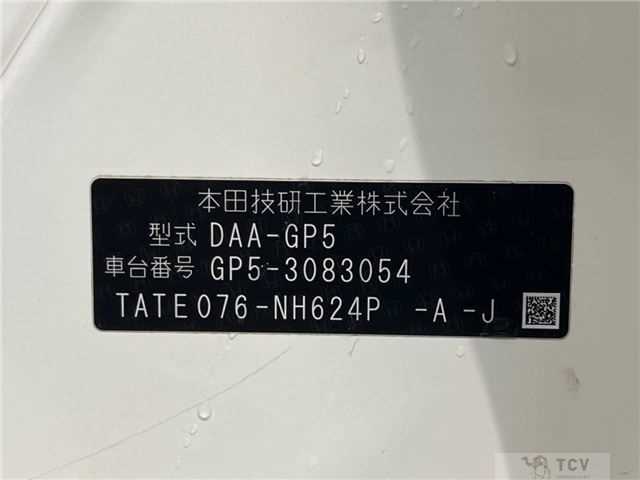 本田技研工業株式会社
型式 DAA-GP5
車台番号 GP5-3083054
TATE076-NH624P -A -J
TCV